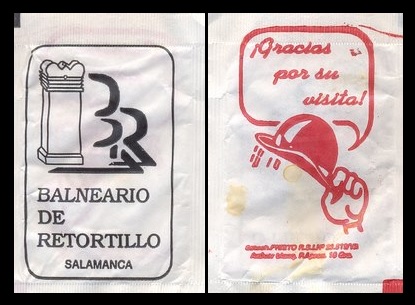 BALNEARIO
DE
RETORTILLO
SALAMANCA
¡Gracias
por su
visita!